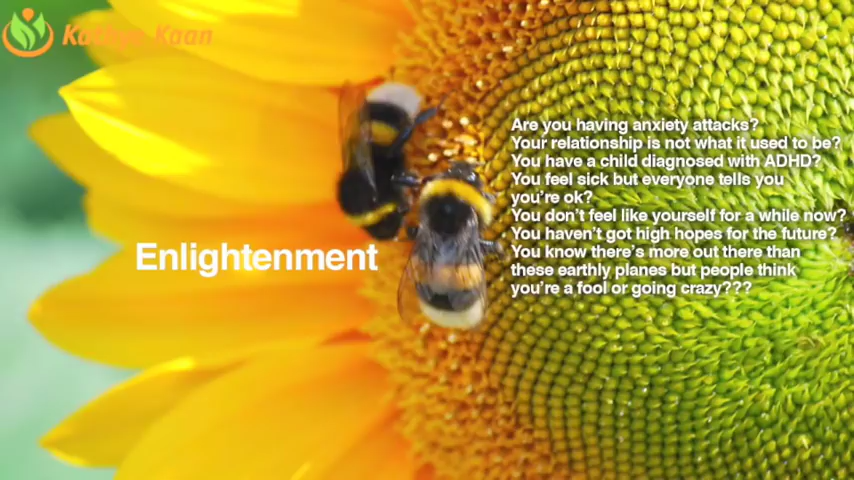 Kathye Kaan
Enlightenment
Are you having anxiety attacks?
Your relationship is not what it used to be?
You have a child diagnosed with ADHD?
You feel sick but everyone tells you
you're ok?
You don't feel like yourself for a while now?
You haven't got high hopes for the future?
You know there's more out there than
these earthly planes but people think
you're a fool or going crazy???